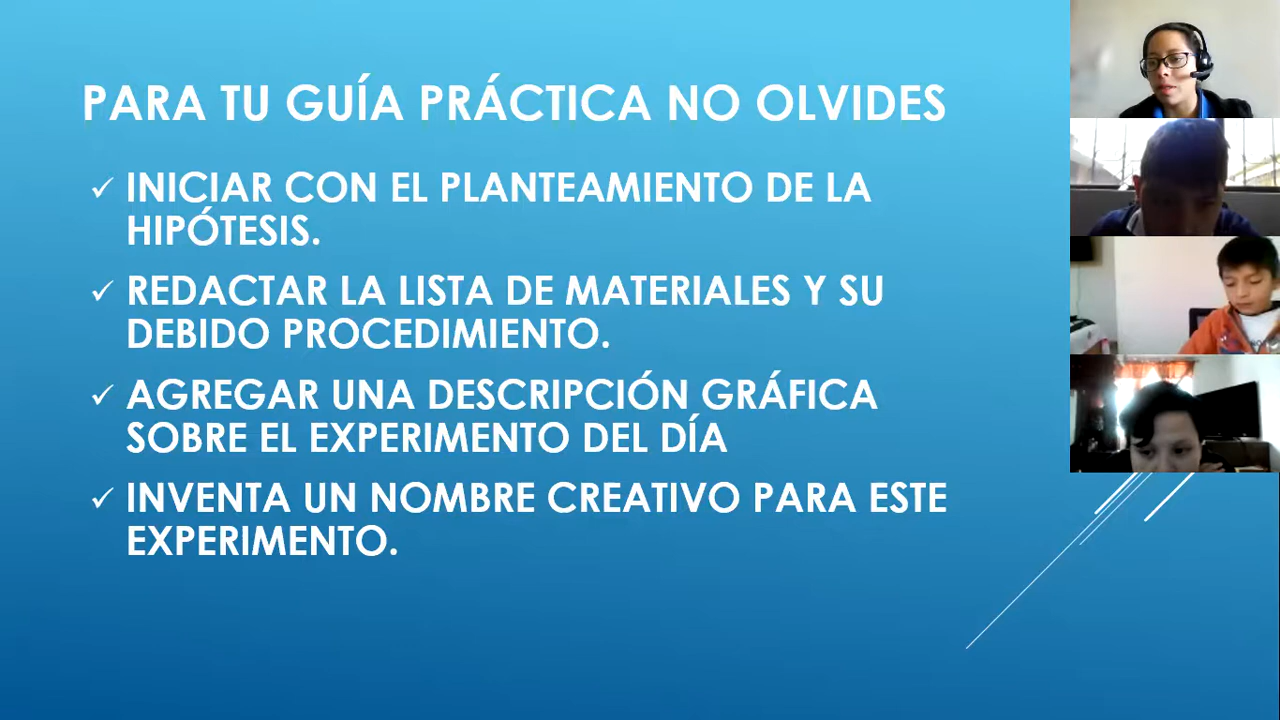 PARA TU GUÍA PRÁCTICA NO OLVIDES
✓ INICIAR CON EL PLANTEAMIENTO DE LA
HIPÓTESIS.
✓ REDACTAR LA LISTA DE MATERIALES Y SU
DEBIDO PROCEDIMIENTO.
✓ AGREGAR UNA DESCRIPCIÓN GRÁFICA
SOBRE EL EXPERIMENTO DEL DÍA
✓ INVENTA UN NOMBRE CREATIVO PARA ESTE
EXPERIMENTO.